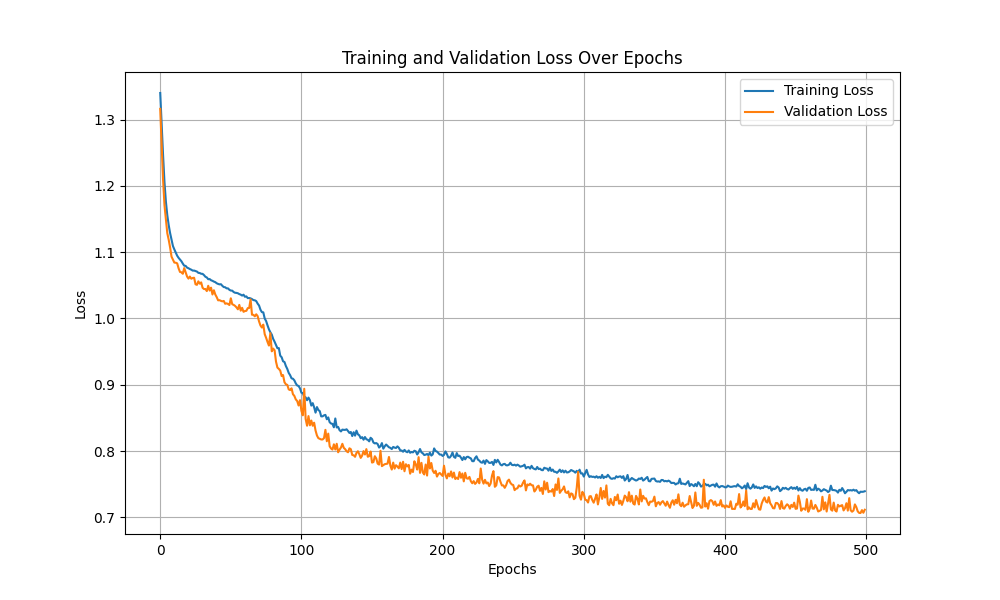 Training and Validation Loss Over Epochs
Training Loss
Validation Loss
1.3
1.2
1.1
1.0
0.9
0.8
0.7
Loss
0 100 200 300 400 500
Epochs